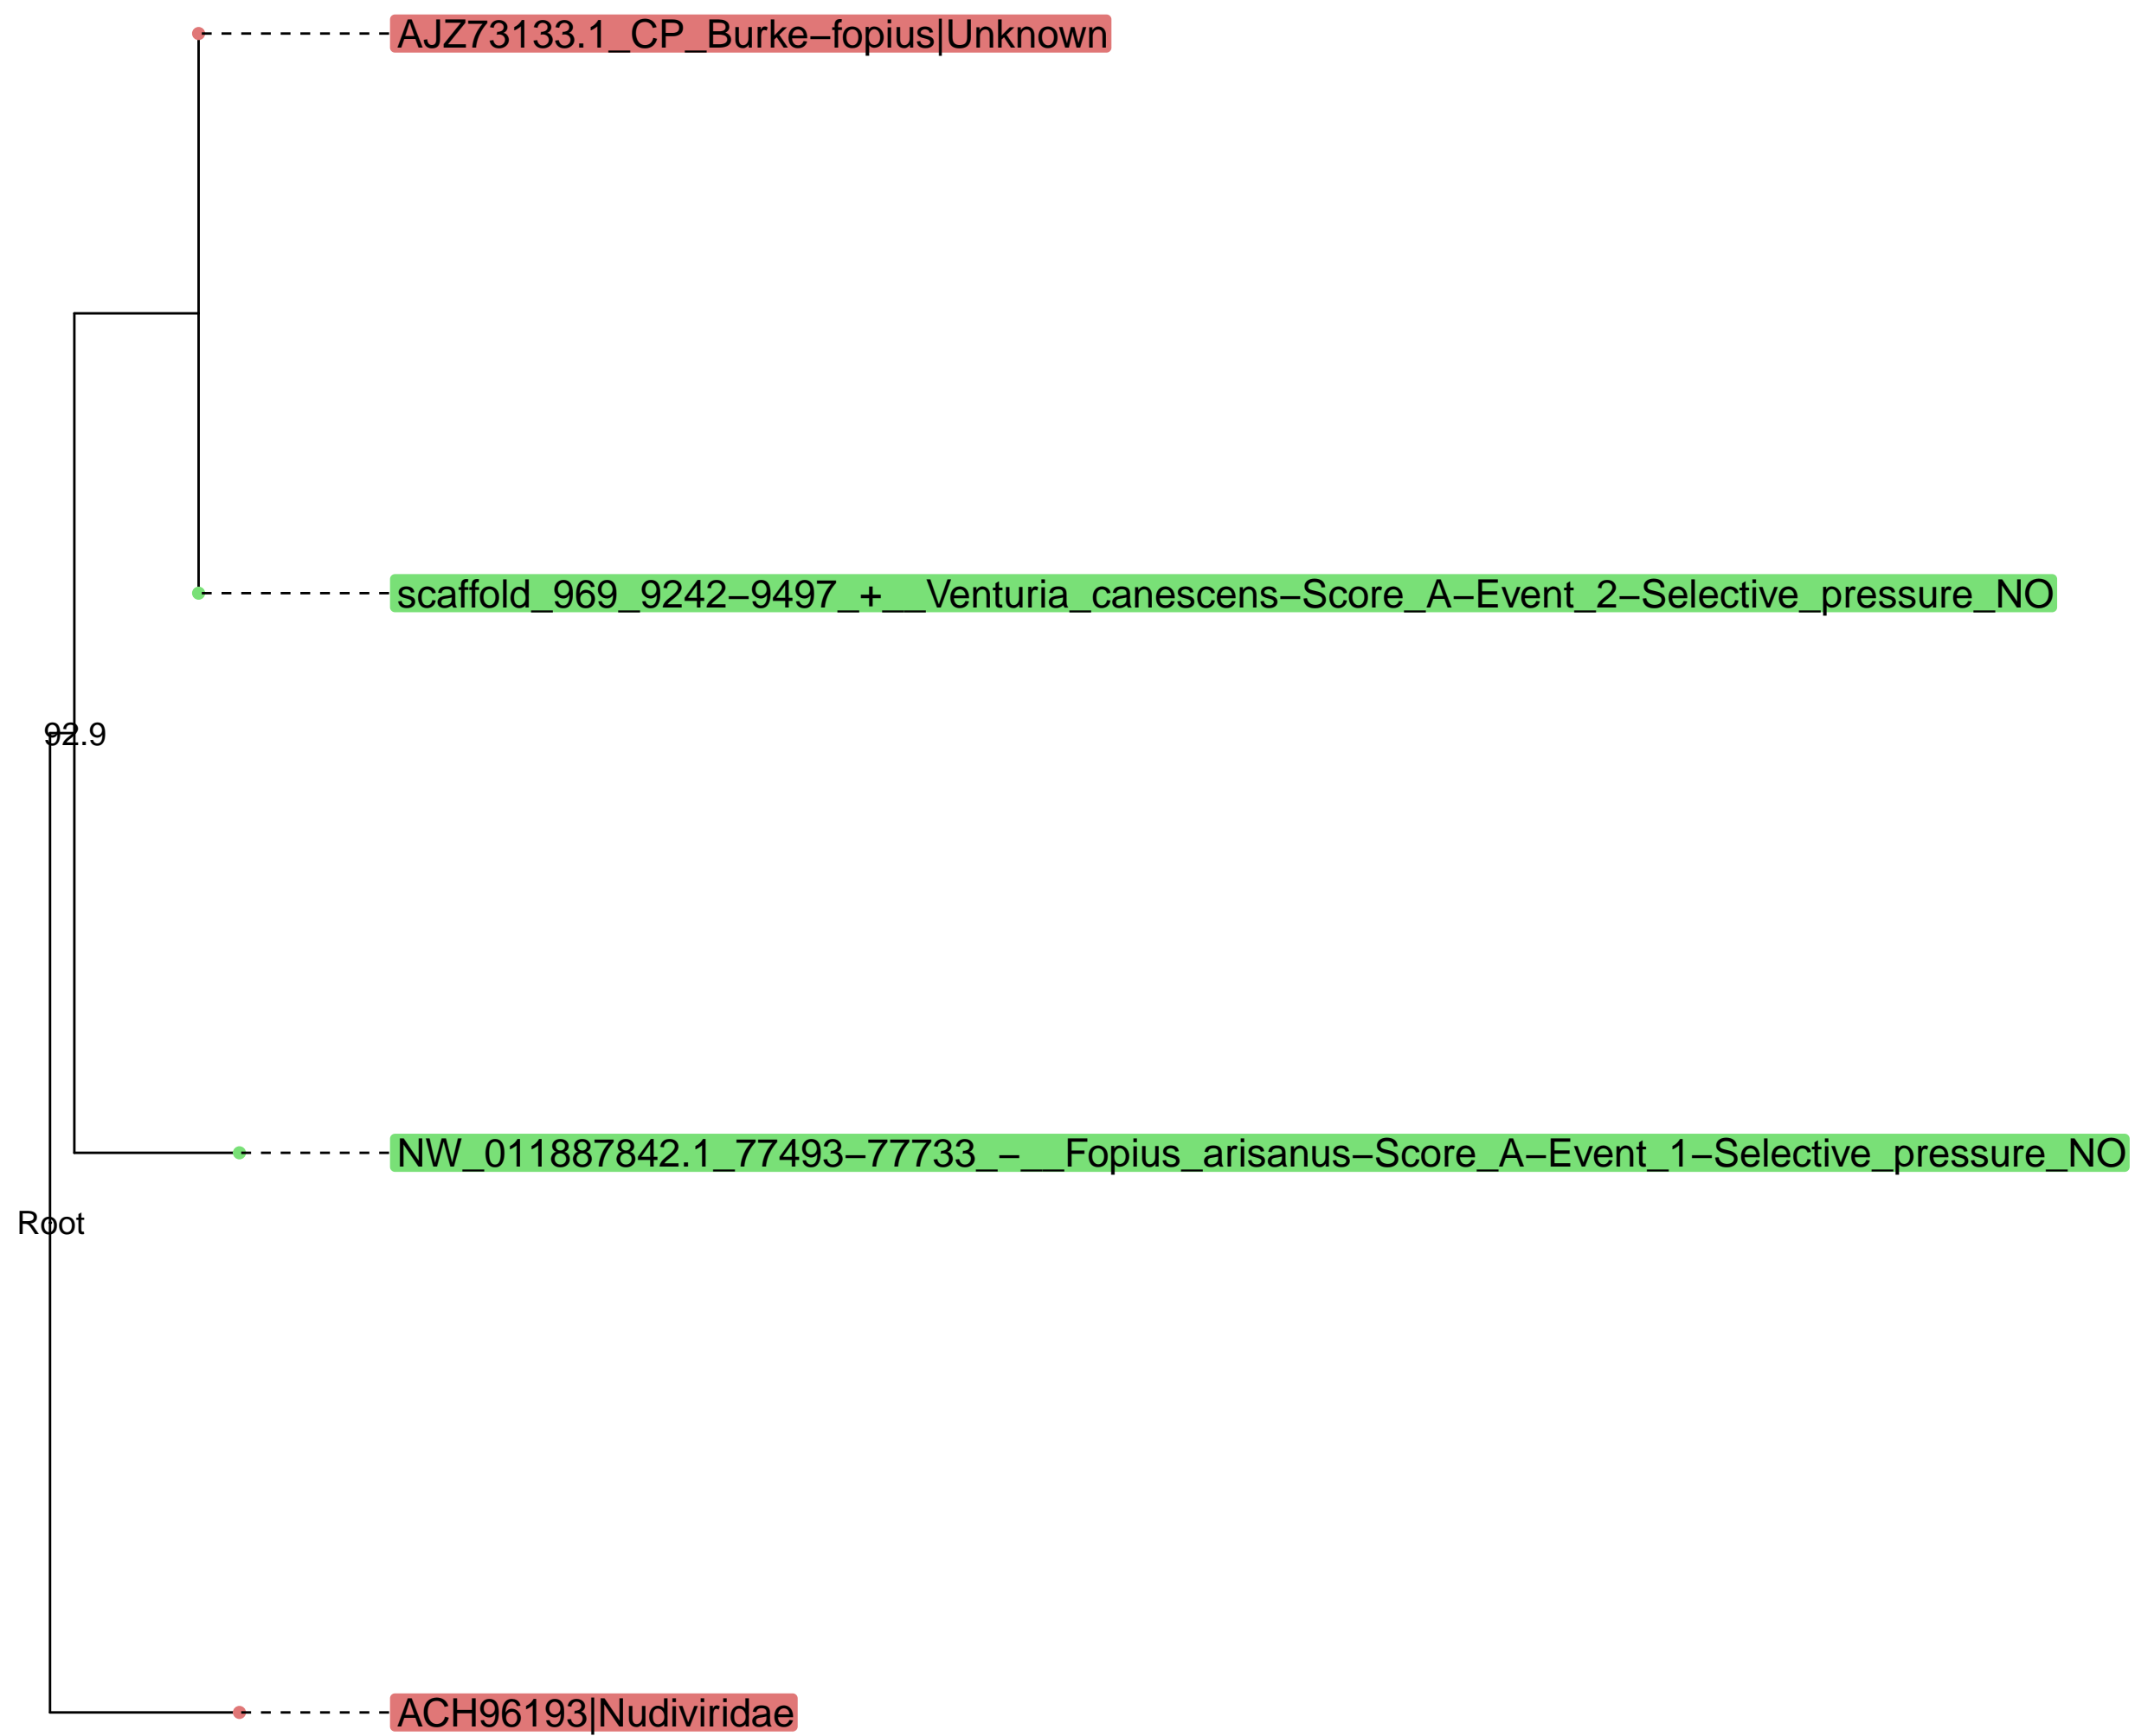 AJZ73133.1_CP_Burke−fopius|Unknown
scaffold_969_9242−9497_+__Venturia_canescens−Score_A−Event_2−Selective_pressure_NO
92.9
NW_011887842.1_77493−77733_−__Fopius_arisanus−Score_A−Event_1−Selective_pressure_NO
Root
ACH96193|Nudiviridae